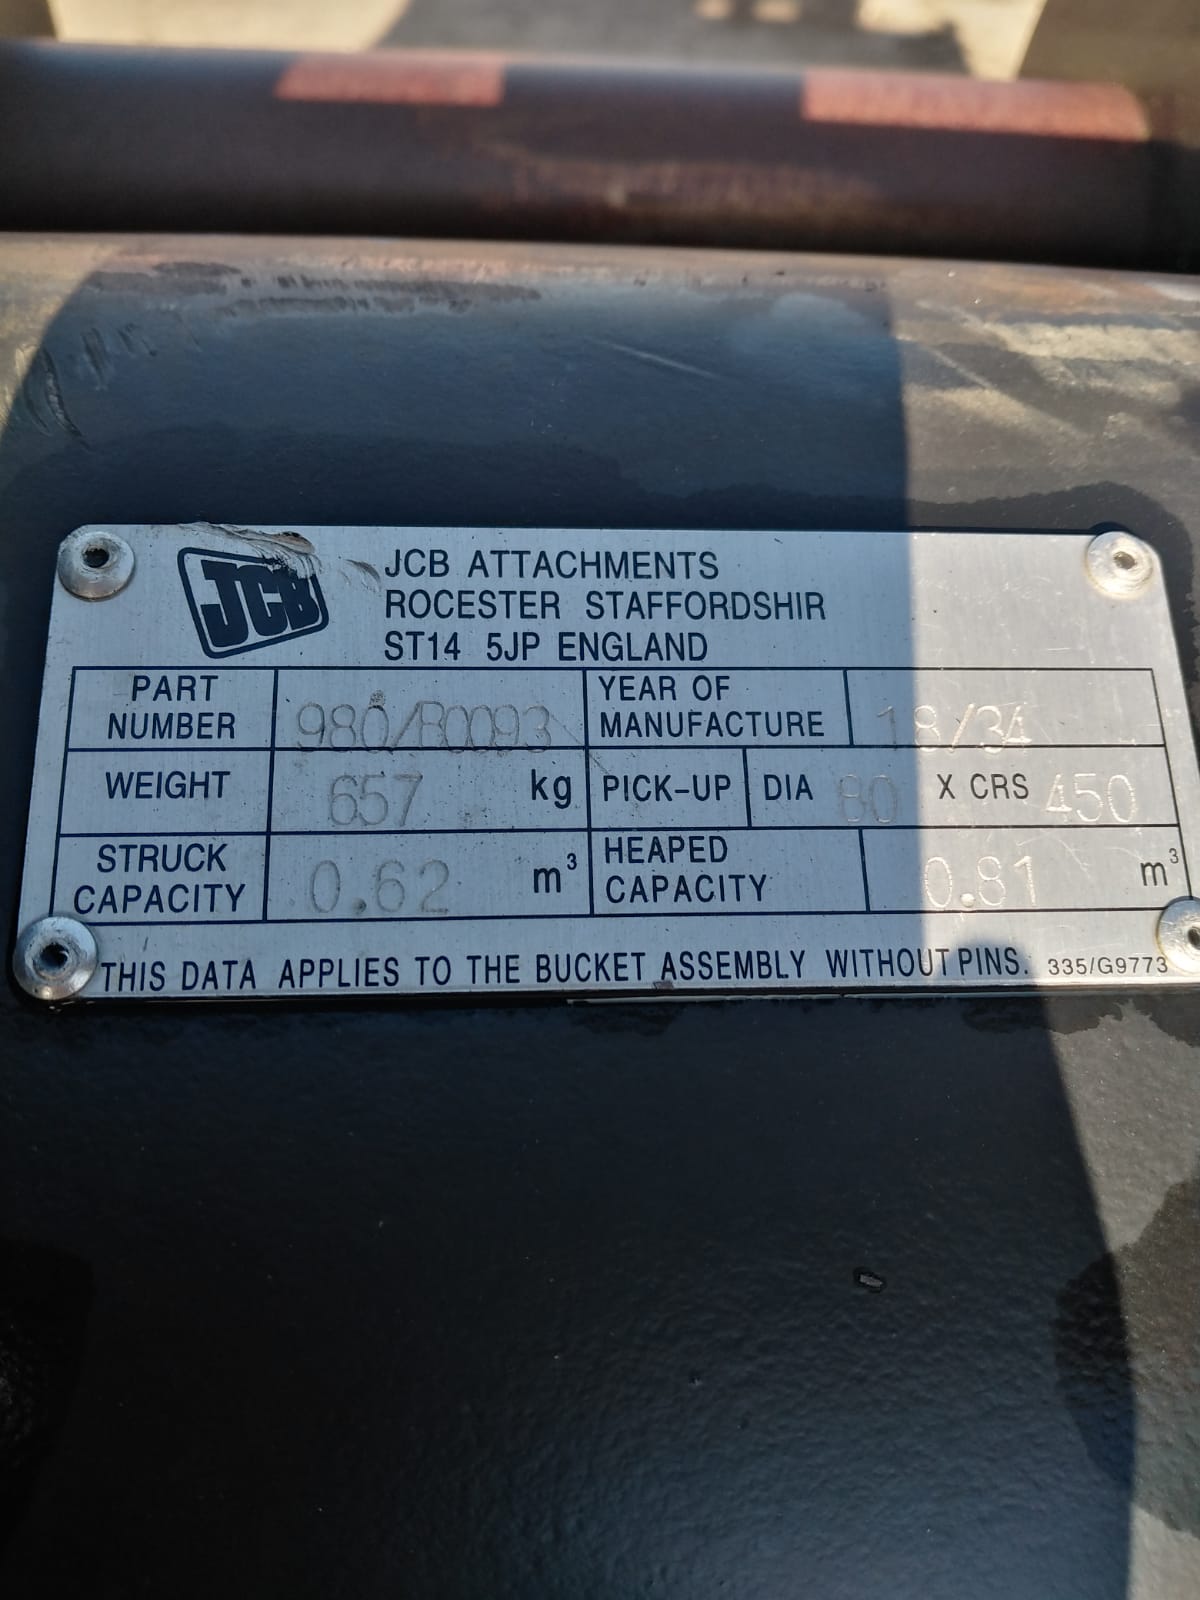 JCB
JCB ATTACHMENTS
ROCESTER STAFFORDSHIR
ST14 5JP ENGLAND
PART NUMBER 980/B0093
YEAR OF MANUFACTURE 18/34
WEIGHT 657 kg
PICK-UP DIA 80 X CRS 450
STRUCK CAPACITY 0.62 m³
HEAPED CAPACITY 0.81 m³
THIS DATA APPLIES TO THE BUCKET ASSEMBLY WITHOUT PINS. 335/G9773